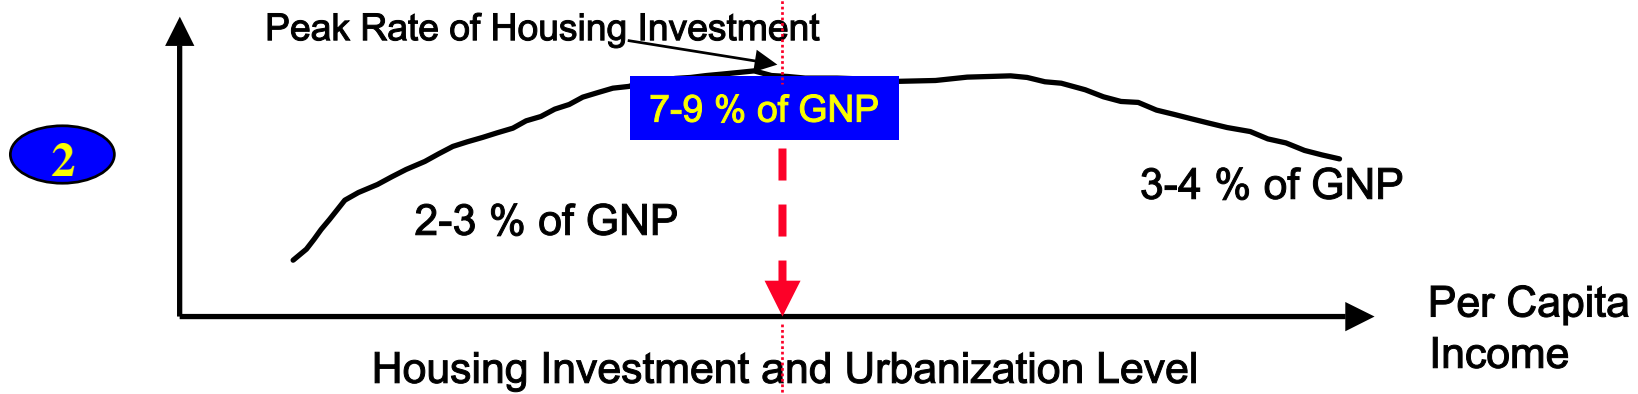 Peak Rate of Housing Investment
7-9 % of GNP
2
3-4 % of GNP
2-3 % of GNP
Per Capita
Income
Housing Investment and Urbanization Level